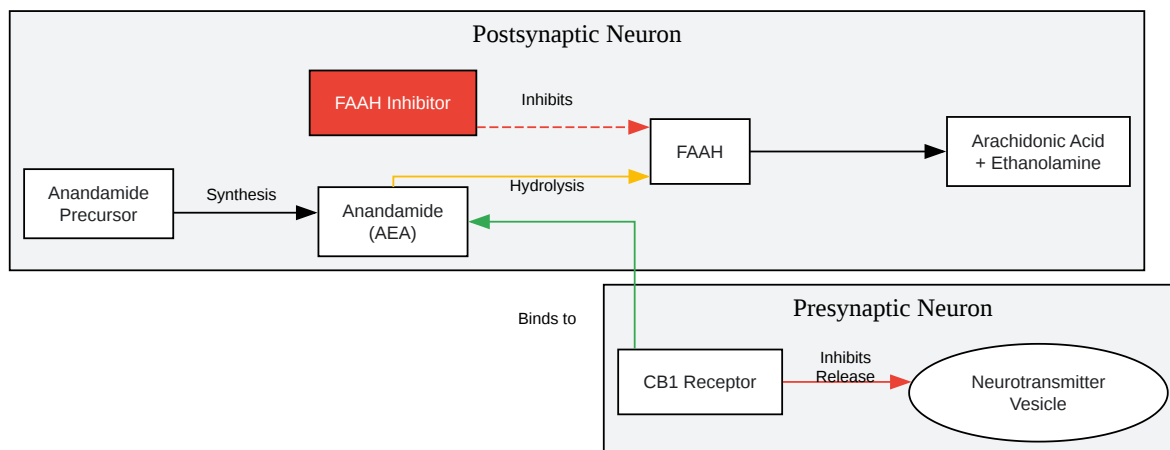 Postsynaptic Neuron
FAAH Inhibitor
Inhibits
FAAH
Arachidonic Acid
+ Ethanolamine
Anandamide
Precursor
Synthesis
Anandamide
(AEA)
Hydrolysis
Binds to
Presynaptic Neuron
CB1 Receptor
Inhibits
Release
Neurotransmitter
Vesicle